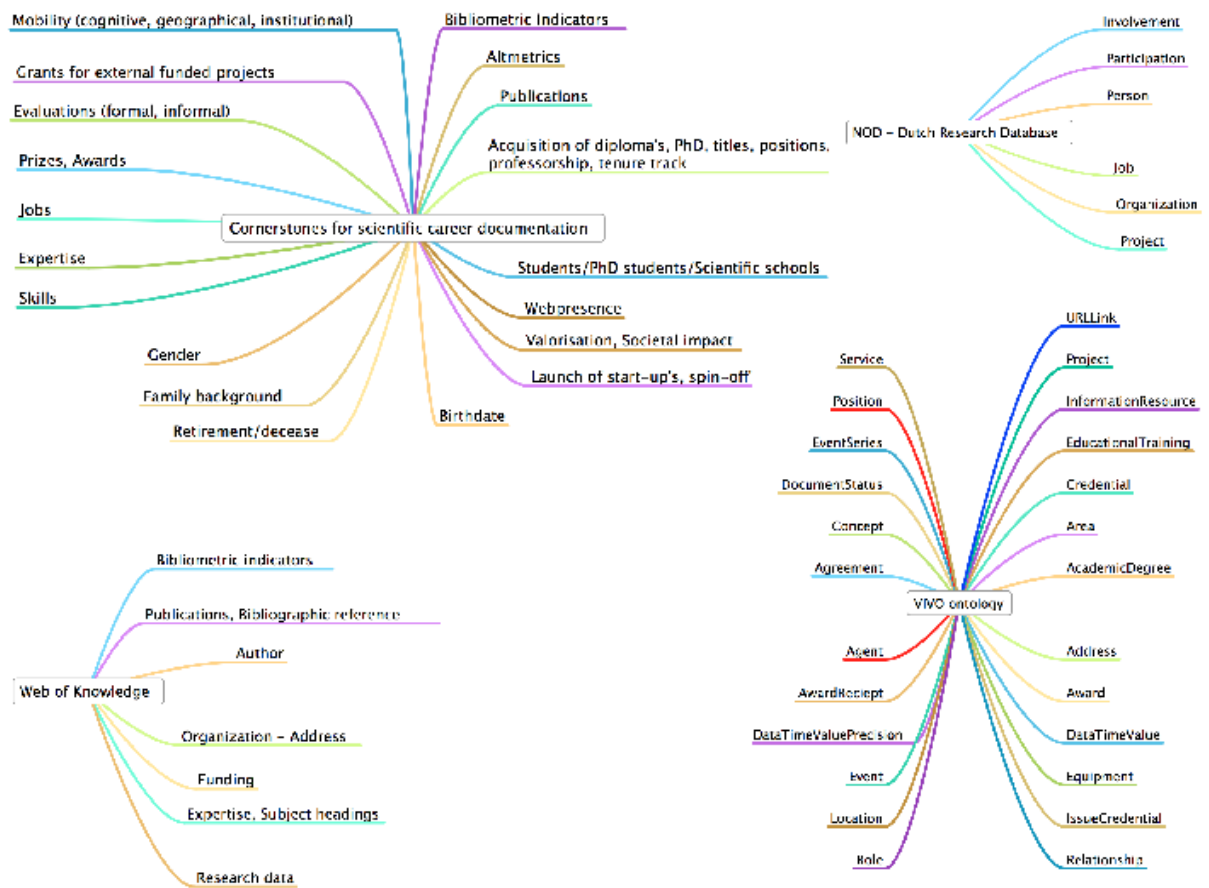 Mobility (cognitive, geographical, institutional)
Grants for external funded projects
Evaluations (formal, informal)
Prizes, Awards
Jobs
Expertise
Skills
Gender
Family background
Retirement/decease
Bibliometric Indicators
Altmetrics
Publications
Acquisition of diploma's, PhD, titles, positions,
professorship, tenure track
Cornerstones for scientific career documentation
Students/PhD students/Scientific schools
Webpresence
Valorisation, Societal impact
Launch of start-up's, spin-off
Birthdate
Involvement
Participation
Person
NOD - Dutch Research Database
Job
Organization
Project
Bibliometric indicators
Publications, Bibliographic reference
Author
Web of Knowledge
Organization - Address
Funding
Expertise, Subject headings
Research data
Service
Position
EventSeries
DocumentStatus
Concept
Agreement
URLLink
Project
InformationResource
EducationalTraining
Credential
Area
AcademicDegree
VIVO ontology
Agent
AwardReciept
DataTimeValuePrecision
Event
Location
Role
Address
Award
DataTimeValue
Equipment
IssueCredential
Relationship